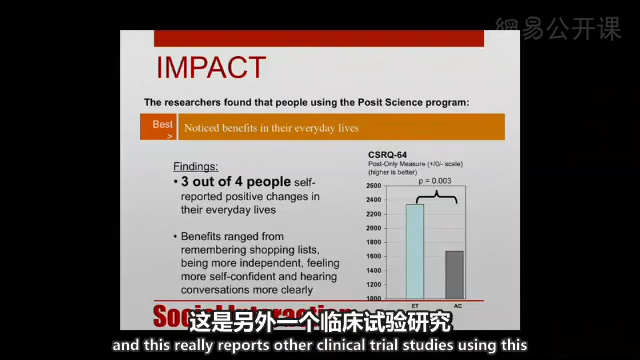 網易公开课
IMPACT
The researchers found that people using the Posit Science program:
Best
>
Noticed benefits in their everyday lives
Findings:
• 3 out of 4 people self-
reported positive changes in
their everyday lives
• Benefits ranged from
remembering shopping lists,
being more independent, feeling
more self-confident and hearing
conversations more clearly
CSRQ-64
Post-Only Measure (+/0/- scale)
(higher is better)
p = 0.003
2600
2400
2200
2000
1800
1600
1400
1200
1000
ET
AC
Social Interaction
这是另外一个临床试验研究
and this really reports other clinical trial studies using this